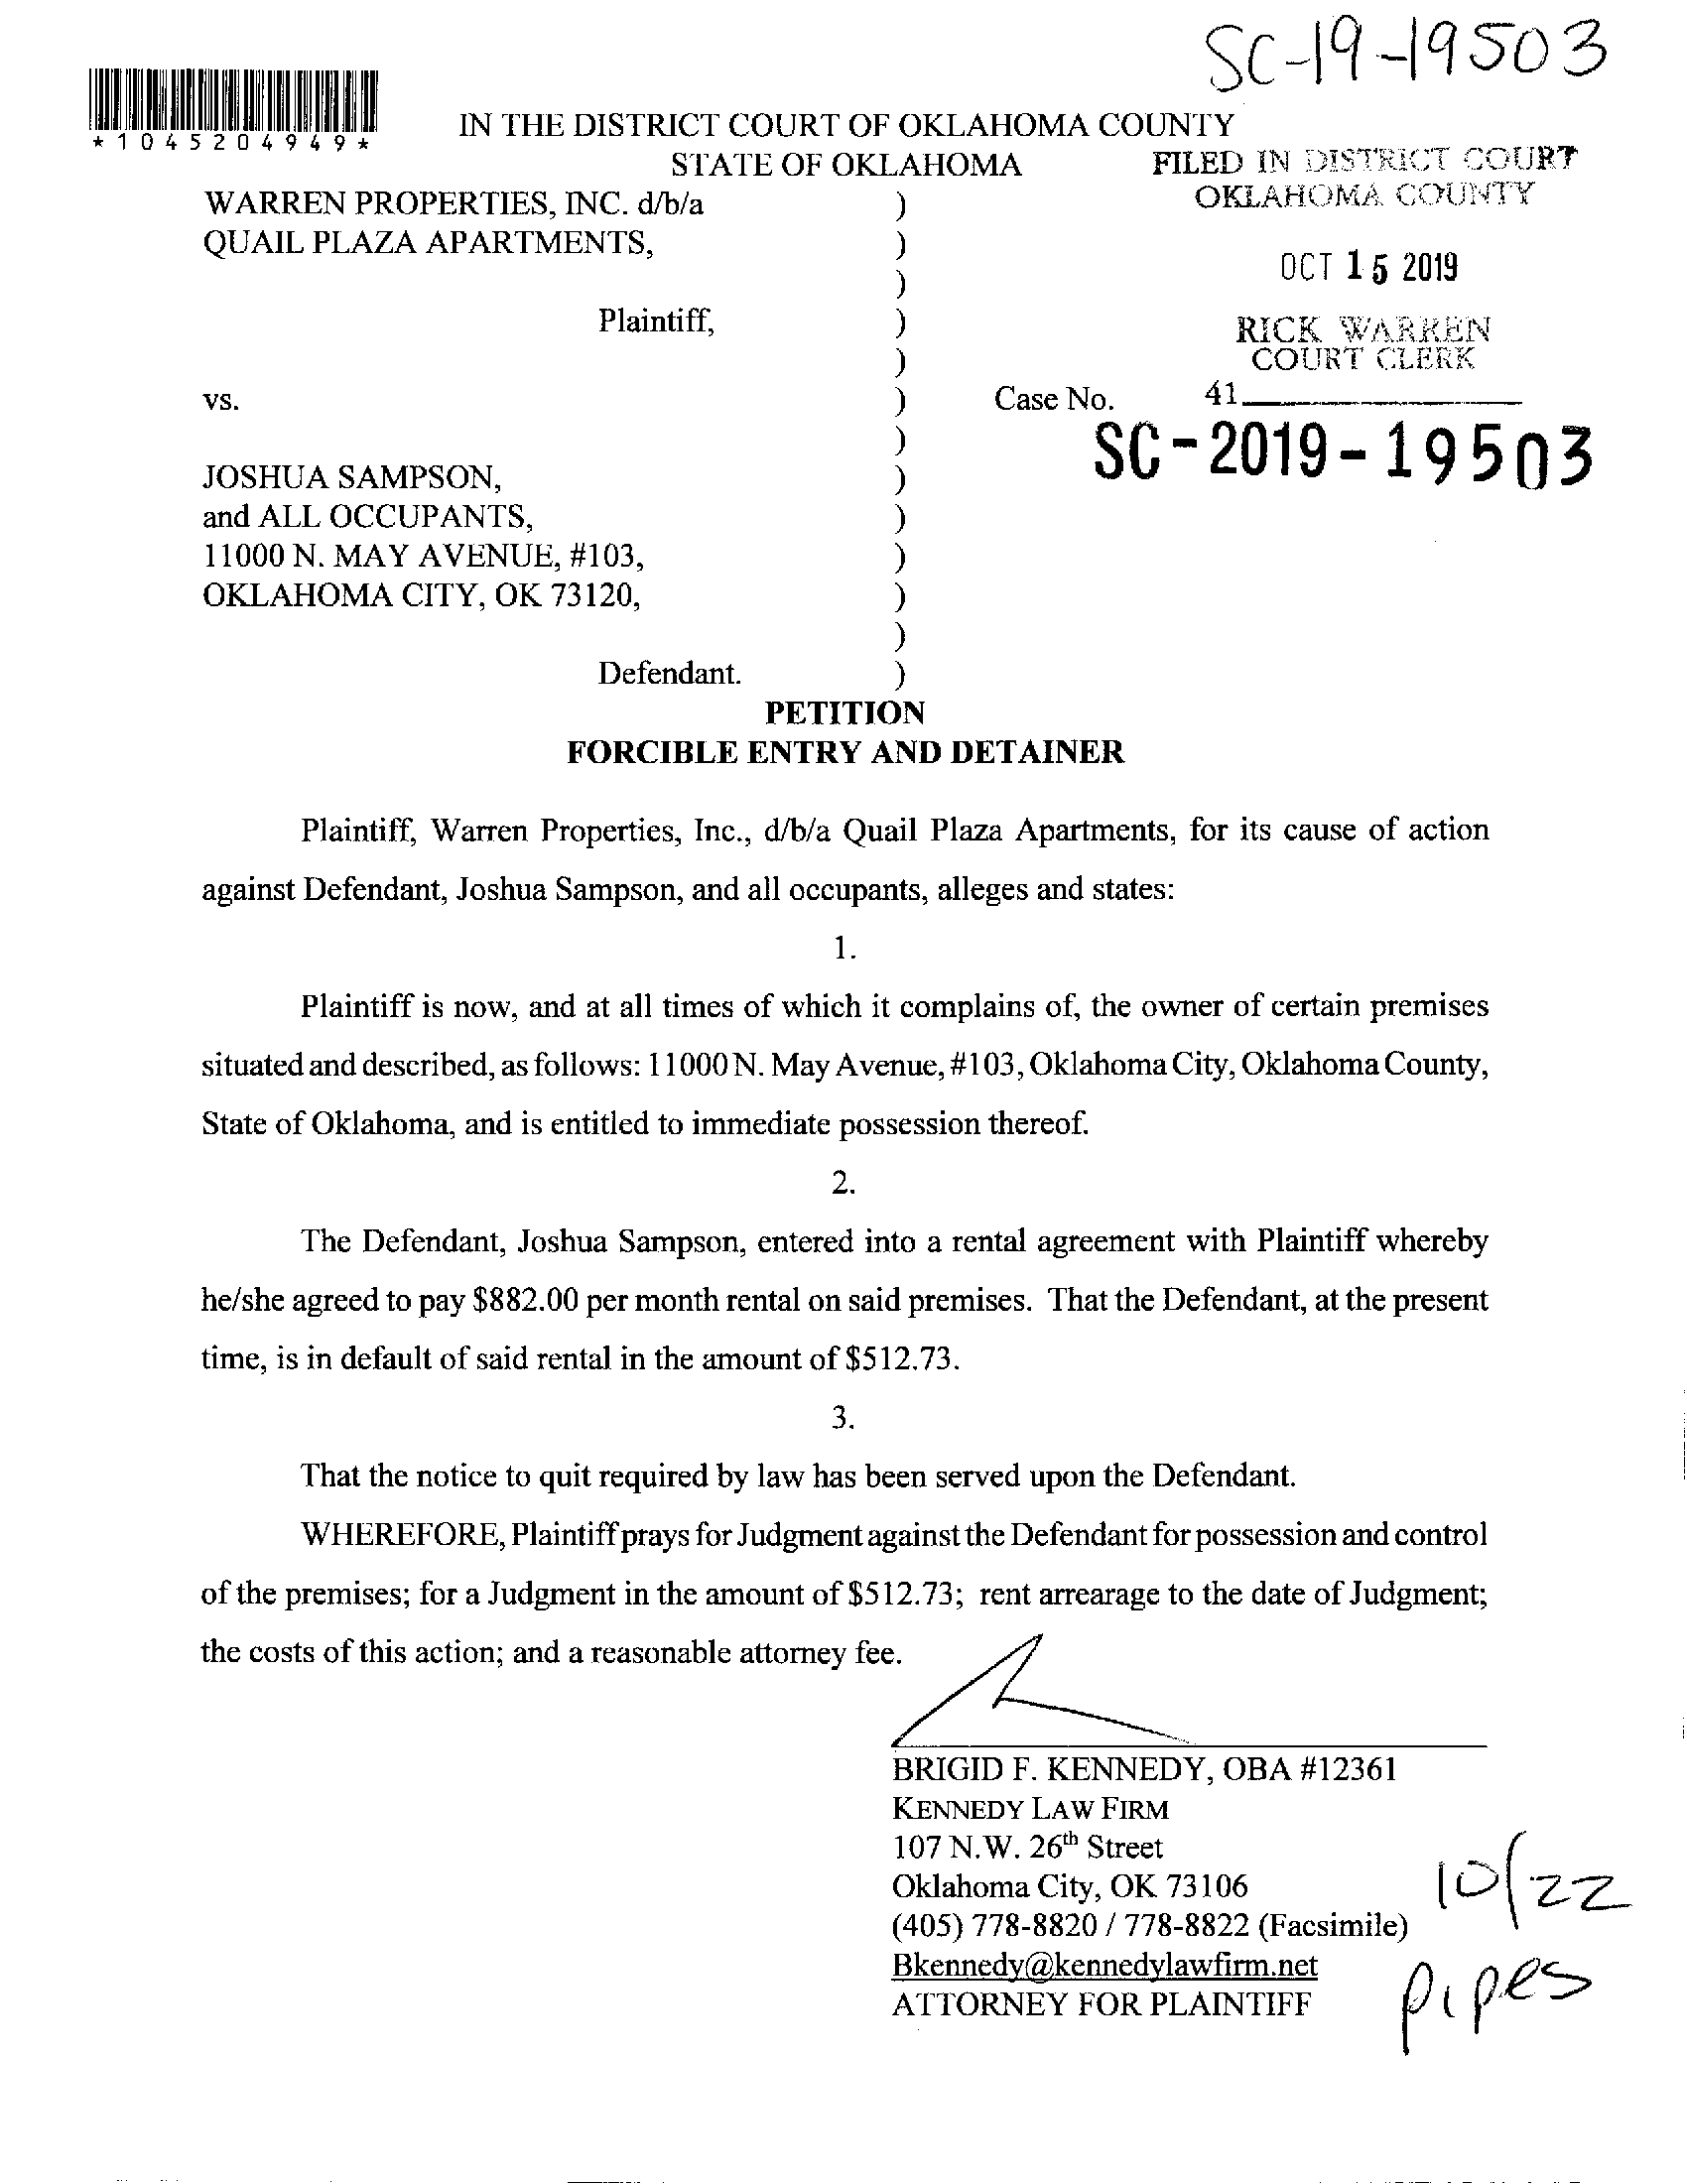 SC-19-19503
*1045204949*
IN THE DISTRICT COURT OF OKLAHOMA COUNTY
STATE OF OKLAHOMA
FILED IN DISTRICT COURT
OKLAHOMA COUNTY
OCT 15 2019
RICK WARREN
COURT CLERK
41
WARREN PROPERTIES, INC. d/b/a )
QUAIL PLAZA APARTMENTS, )
)
Plaintiff, )
)
vs. ) Case No.
) SC-2019-19503
JOSHUA SAMPSON, )
and ALL OCCUPANTS, )
11000 N. MAY AVENUE, #103, )
OKLAHOMA CITY, OK 73120, )
)
Defendant. )
PETITION
FORCIBLE ENTRY AND DETAINER
Plaintiff, Warren Properties, Inc., d/b/a Quail Plaza Apartments, for its cause of action
against Defendant, Joshua Sampson, and all occupants, alleges and states:
1.
Plaintiff is now, and at all times of which it complains of, the owner of certain premises
situated and described, as follows: 11000 N. May Avenue, #103, Oklahoma City, Oklahoma County,
State of Oklahoma, and is entitled to immediate possession thereof.
2.
The Defendant, Joshua Sampson, entered into a rental agreement with Plaintiff whereby
he/she agreed to pay $882.00 per month rental on said premises. That the Defendant, at the present
time, is in default of said rental in the amount of $512.73.
3.
That the notice to quit required by law has been served upon the Defendant.
WHEREFORE, Plaintiff prays for Judgment against the Defendant for possession and control
of the premises; for a Judgment in the amount of $512.73; rent arrearage to the date of Judgment;
the costs of this action; and a reasonable attorney fee.
BRIGID F. KENNEDY, OBA #12361
KENNEDY LAW FIRM
107 N.W. 26th Street
Oklahoma City, OK 73106
(405) 778-8820 / 778-8822 (Facsimile)
Bkennedy@kennedylawfirm.net
ATTORNEY FOR PLAINTIFF
10/22
pipes